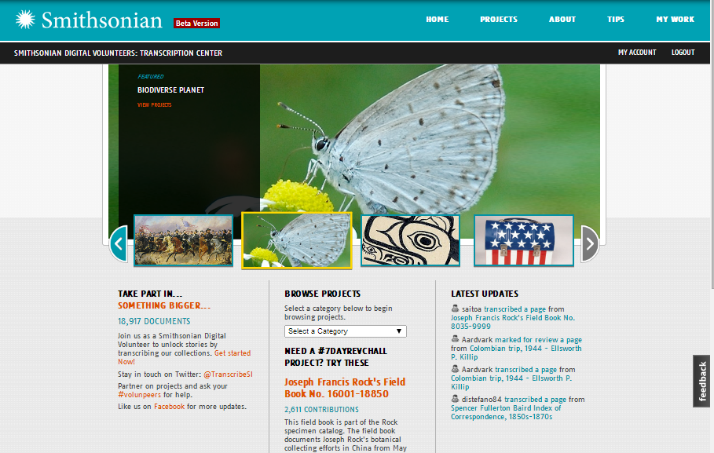 Smithsonian Beta Version
HOME PROJECTS ABOUT TIPS MY WORK
SMITHSONIAN DIGITAL VOLUNTEERS: TRANSCRIPTION CENTER
MY ACCOUNT LOGOUT
FEATURED
BIODIVERSE PLANET
VIEW PROJECTS
TAKE PART IN...
SOMETHING BIGGER...
18,917 DOCUMENTS
Join us as a Smithsonian Digital
Volunteer to unlock stories by
transcribing our collections. Get started
Now!
Stay in touch on Twitter: @TranscribeSI
Partner on projects and ask your
#volunpeers for help.
Like us on Facebook for more updates.
BROWSE PROJECTS
Select a category below to begin
browsing projects.
Select a Category
NEED A #7DAYREVCHALL
PROJECT? TRY THESE
Joseph Francis Rock's Field
Book No. 16001-18850
2,611 CONTRIBUTIONS
This field book is part of the Rock
specimen catalog. The field book
documents Joseph Rock's botanical
collecting efforts in China from May
LATEST UPDATES
saitoa transcribed a page from
Joseph Francis Rock's Field Book No.
8035-9999
Aardvark marked for review a page
from Colombian trip, 1944 - Ellsworth
P. Killip
Aardvark transcribed a page from
Colombian trip, 1944 - Ellsworth P.
Killip
distefano84 transcribed a page from
Spencer Fullerton Baird Index of
Correspondence, 1850s-1870s
feedback